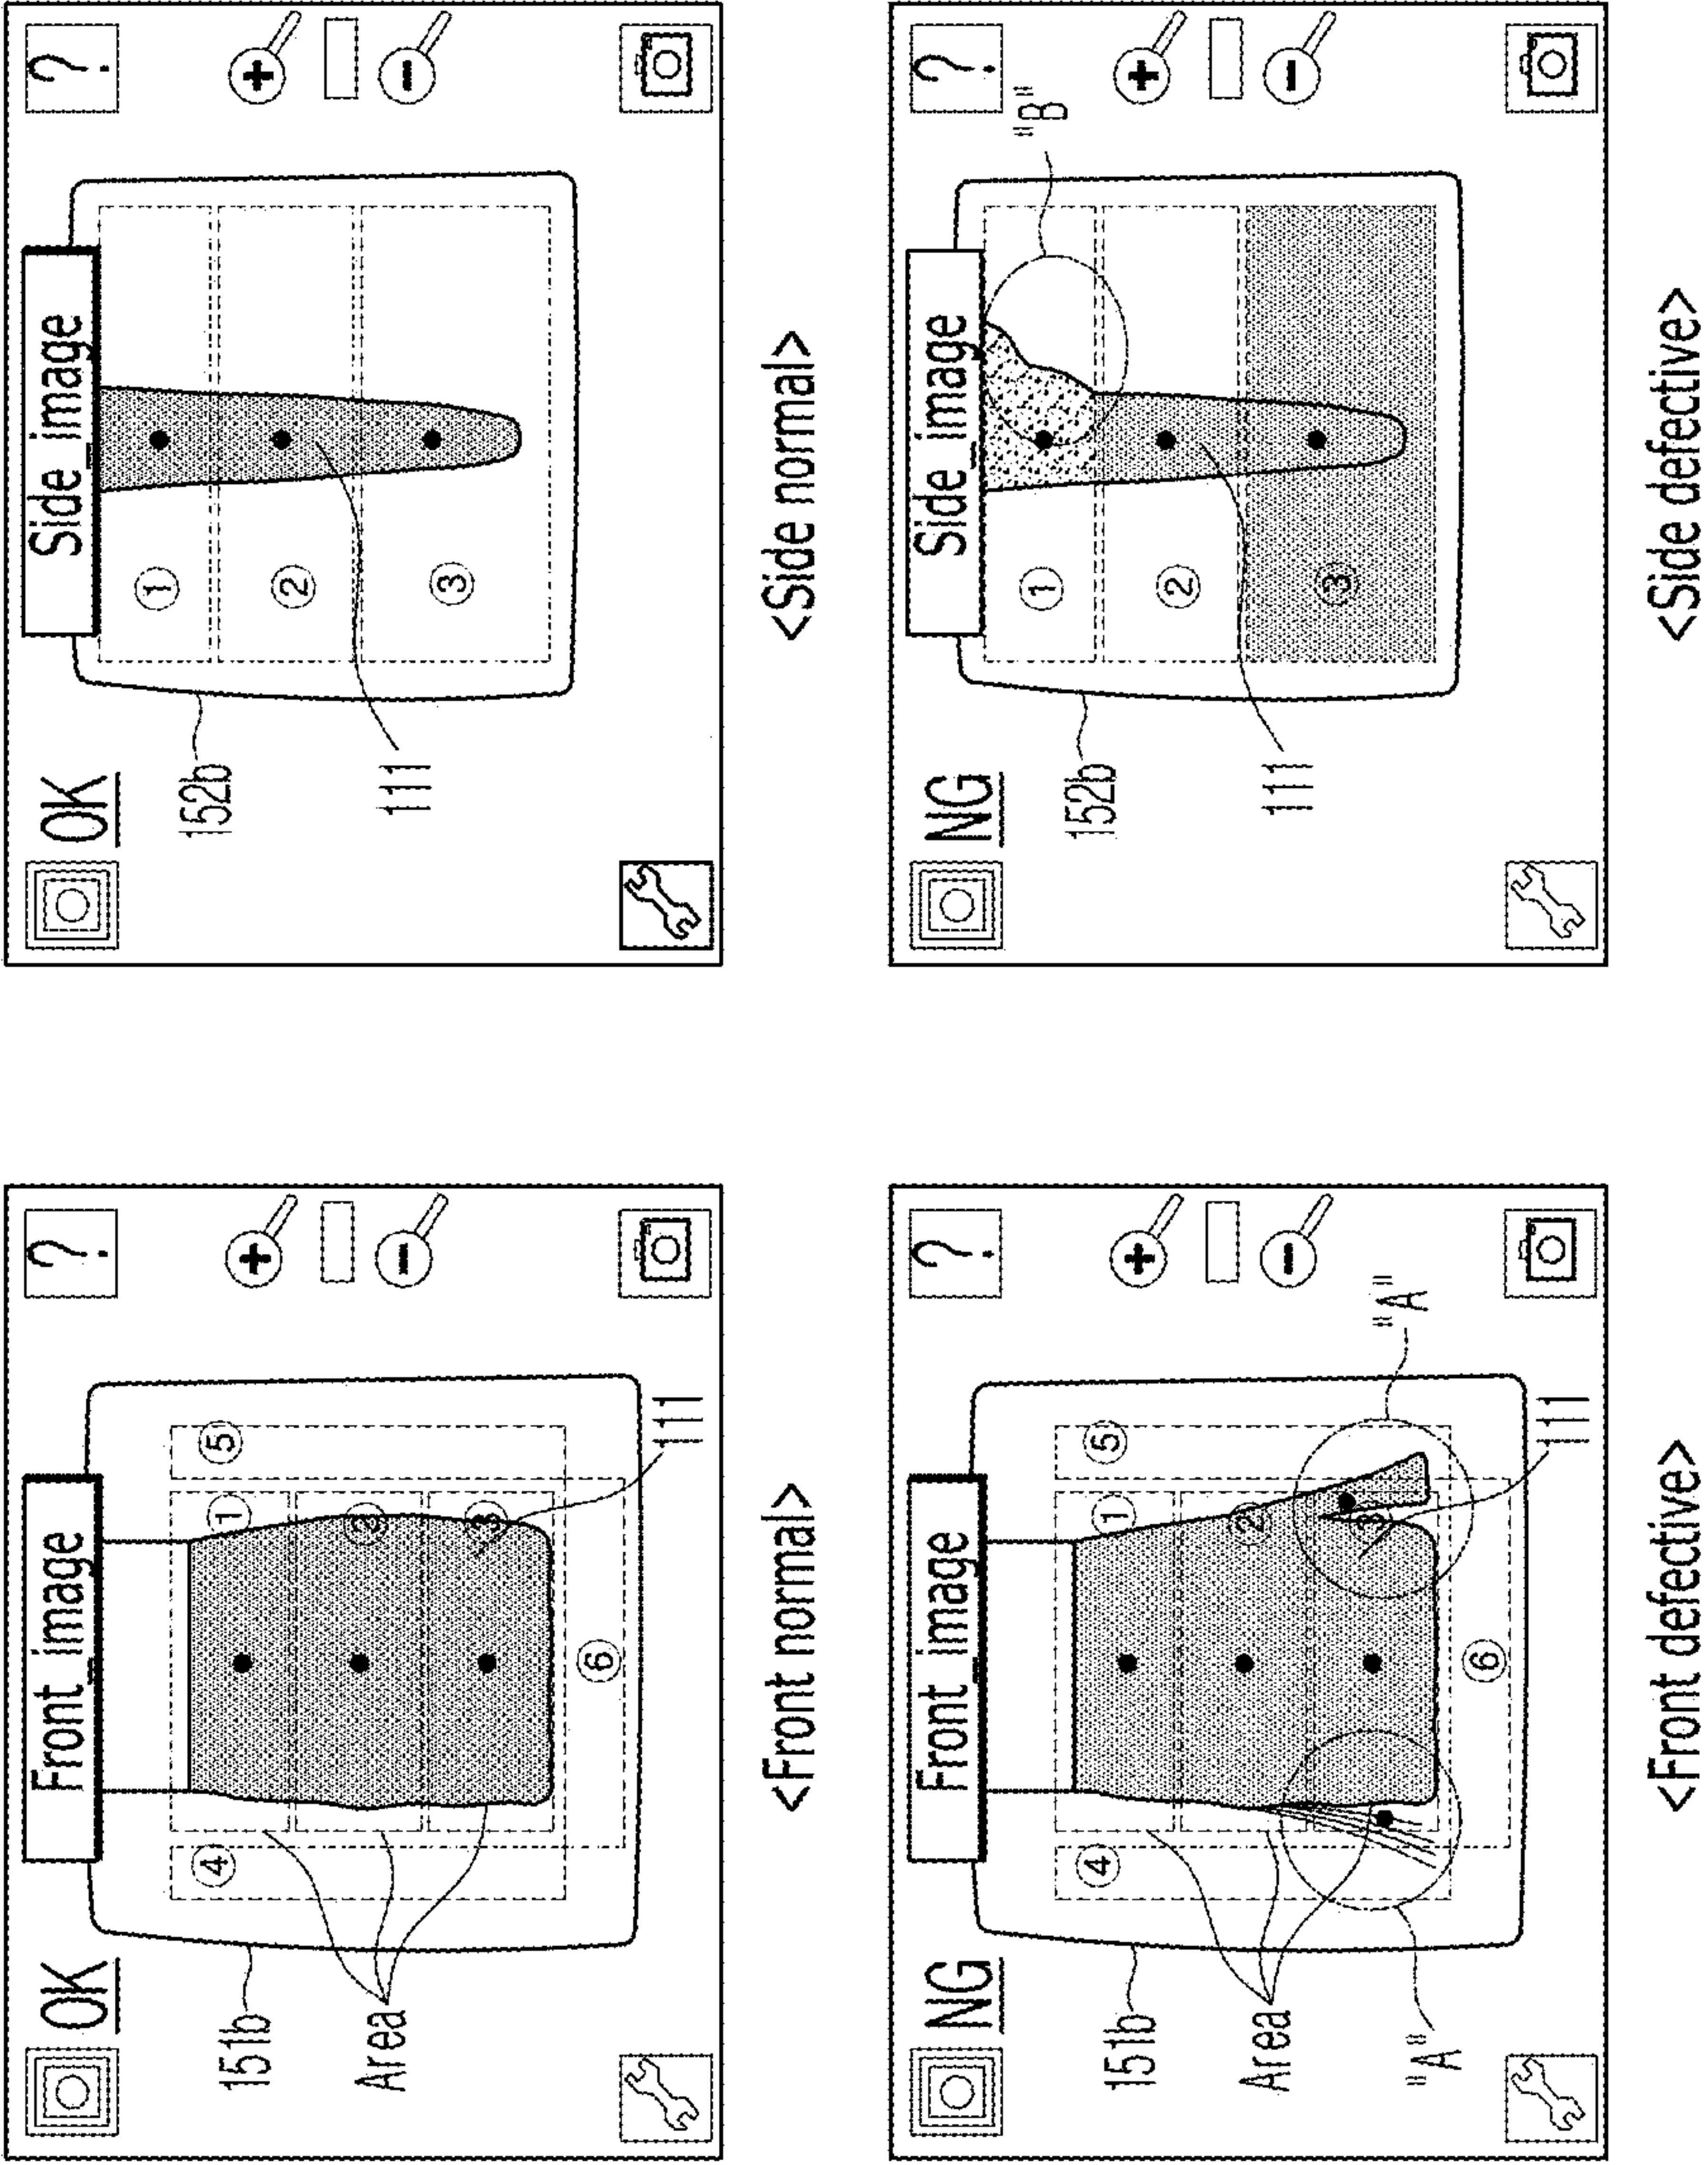 OK
Front_image
?
④ ① ⑤
151b
+
②
Area
−
③
⑥
111
<Front normal>
OK
Side_image
?
①
152b
+
②
111
−
③
<Side normal>
NG
Front_image
?
④ ① ⑤
151b
+
②
Area
−
③
"A"
"A"
⑥
111
<Front defective>
NG
Side_image
?
①
"B"
152b
+
②
111
−
③
<Side defective>